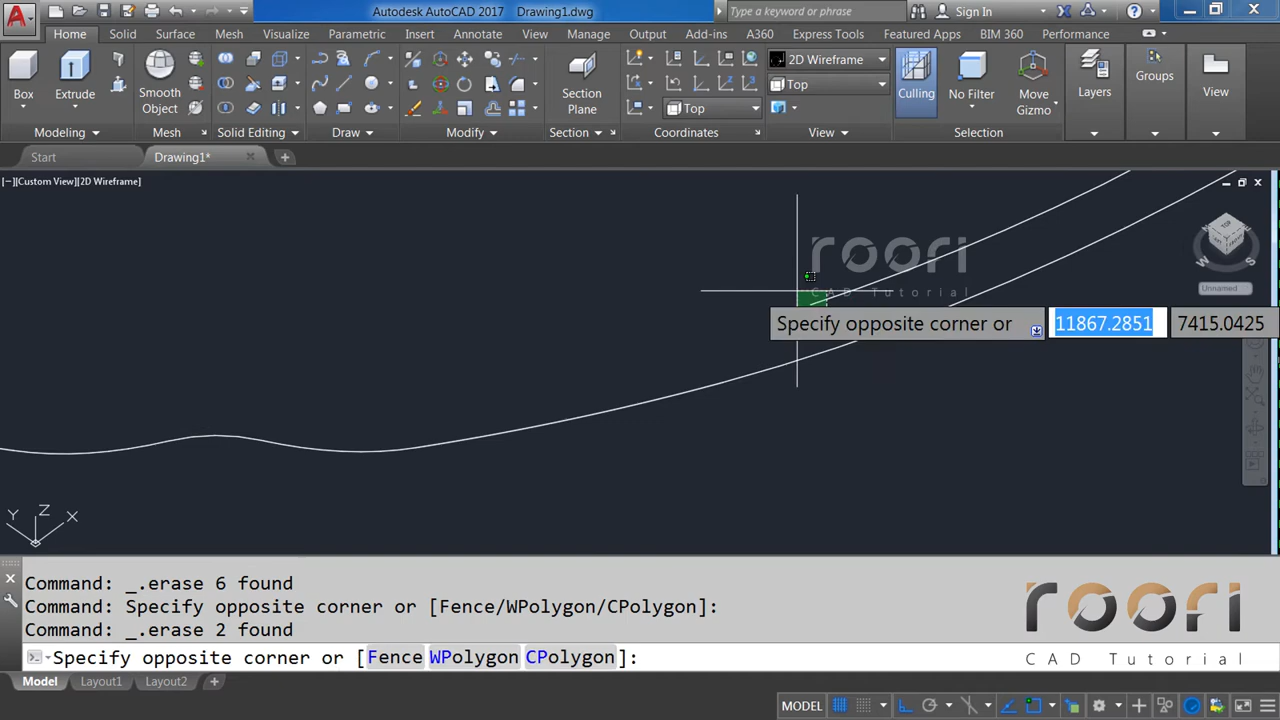 A Autodesk AutoCAD 2017 Drawing1.dwg Type a keyword or phrase Sign In
Home Solid Surface Mesh Visualize Parametric Insert Annotate View Manage Output Add-ins A360 Express Tools Featured Apps BIM 360 Performance
2D Wireframe
Top
Top
Box Extrude Smooth Object Section Plane Culling No Filter Move Gizmo Layers Groups View
Modeling Mesh Solid Editing Draw Modify Section Coordinates View Selection
Start Drawing1*
[−][Custom View][2D Wireframe]
TOP
W S
Unnamed
roori
CAD Tutorial
Specify opposite corner or 11867.2851 7415.0425
Y Z X
Command: _.erase 6 found
Command: Specify opposite corner or [Fence/WPolygon/CPolygon]:
Command: _.erase 2 found
Specify opposite corner or [Fence WPolygon CPolygon]:
roori
CAD Tutorial
Model Layout1 Layout2
MODEL